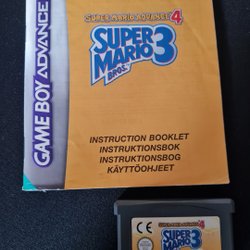 GAME BOY ADVANCE
SUPER MARIO ADVANCE 4
SUPER
MARIO 3
BROS.
INSTRUCTION BOOKLET
INSTRUKTIONSBOK
INSTRUKTIONSBOG
KÄYTTÖOHJEET
SUPER MARIO ADVANCE 4
SUPER
MARIO 3